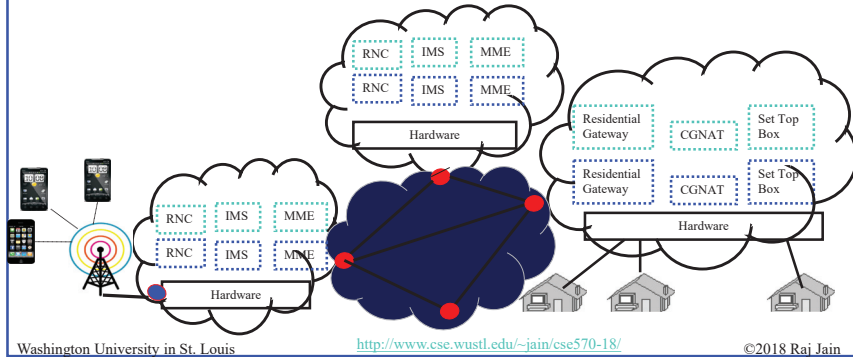 RNC IMS MME
RNC IMS MME
Hardware
Residential Gateway CGNAT Set Top Box
Residential Gateway CGNAT Set Top Box
Hardware
RNC IMS MME
RNC IMS MME
Hardware
Washington University in St. Louis http://www.cse.wustl.edu/~jain/cse570-18/ ©2018 Raj Jain